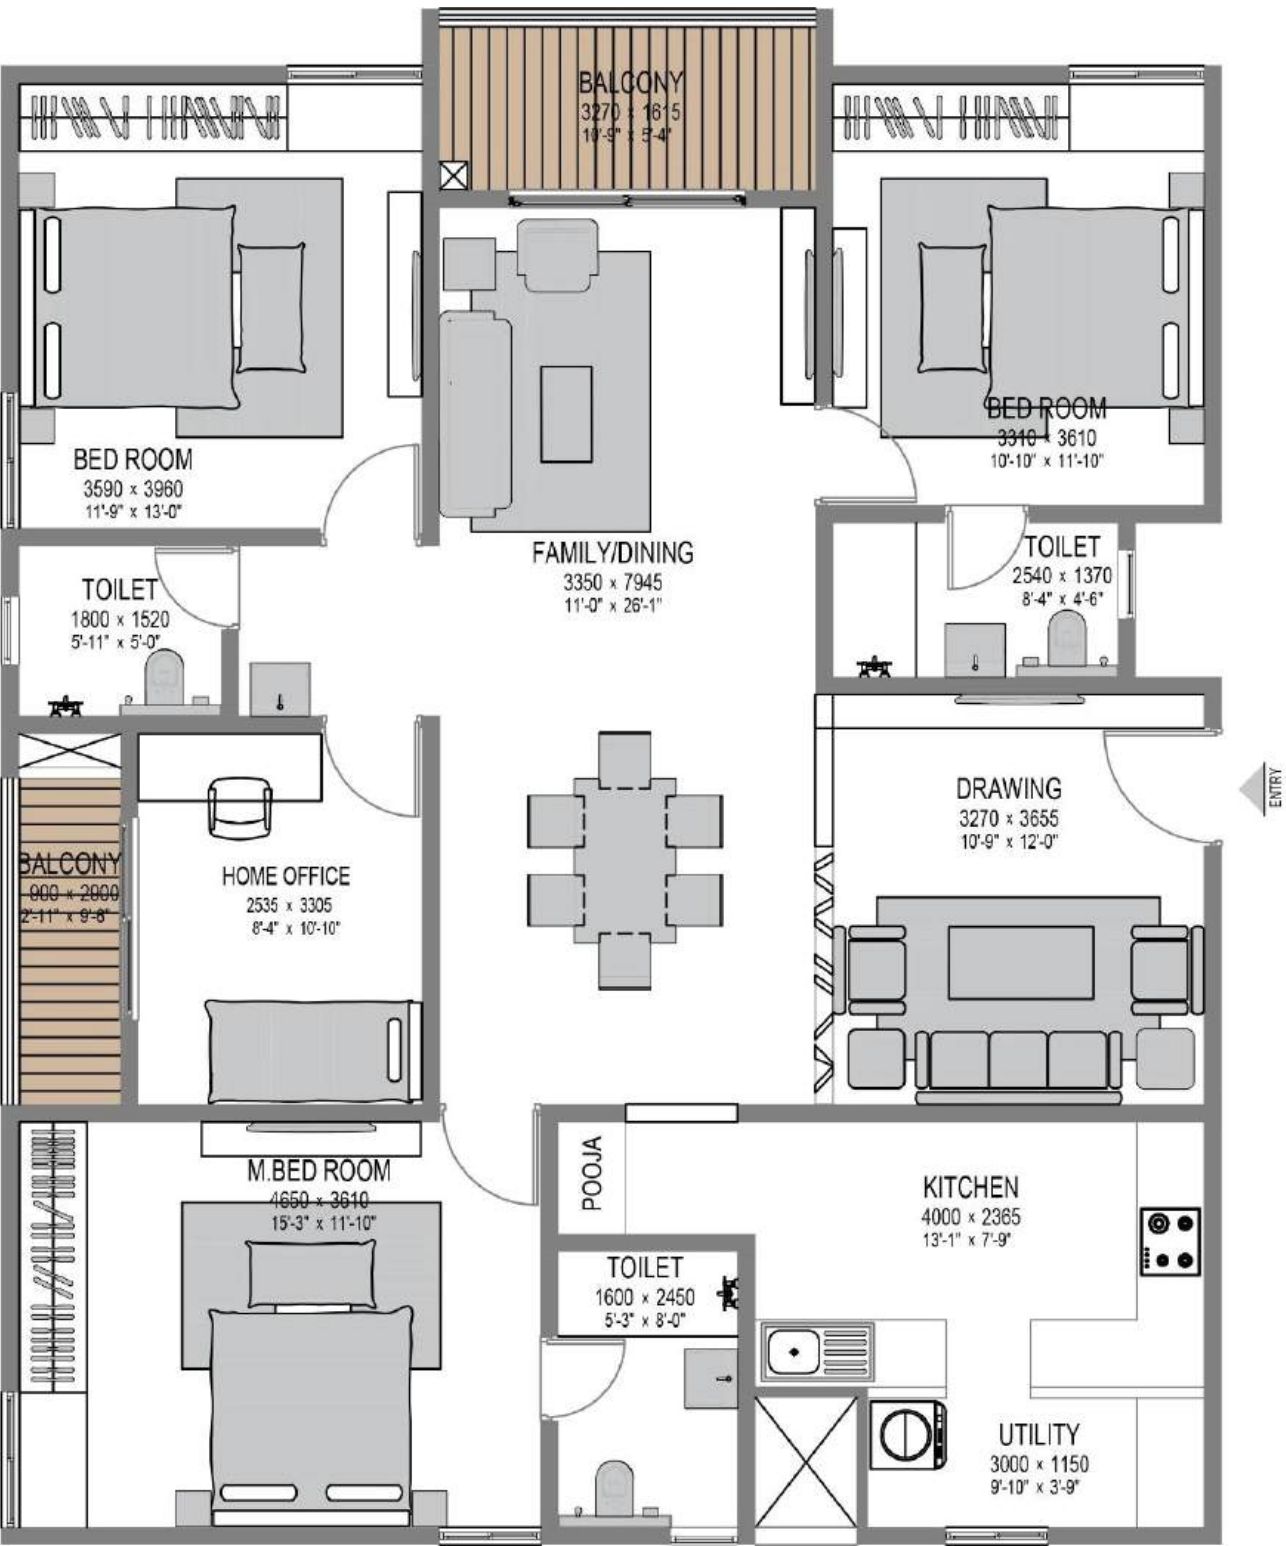 BALCONY
3270 x 1615
10'-9" x 5'-4"
BED ROOM
3590 x 3960
11'-9" x 13'-0"
BED ROOM
3310 x 3610
10'-10" x 11'-10"
FAMILY/DINING
3350 x 7945
11'-0" x 26'-1"
TOILET
1800 x 1520
5'-11" x 5'-0"
TOILET
2540 x 1370
8'-4" x 4'-6"
DRAWING
3270 x 3655
10'-9" x 12'-0"
ENTRY
BALCONY
900 x 2900
2'-11" x 9'-6"
HOME OFFICE
2535 x 3305
8'-4" x 10'-10"
M.BED ROOM
4650 x 3610
15'-3" x 11'-10"
POOJA
KITCHEN
4000 x 2365
13'-1" x 7'-9"
TOILET
1600 x 2450
5'-3" x 8'-0"
UTILITY
3000 x 1150
9'-10" x 3'-9"